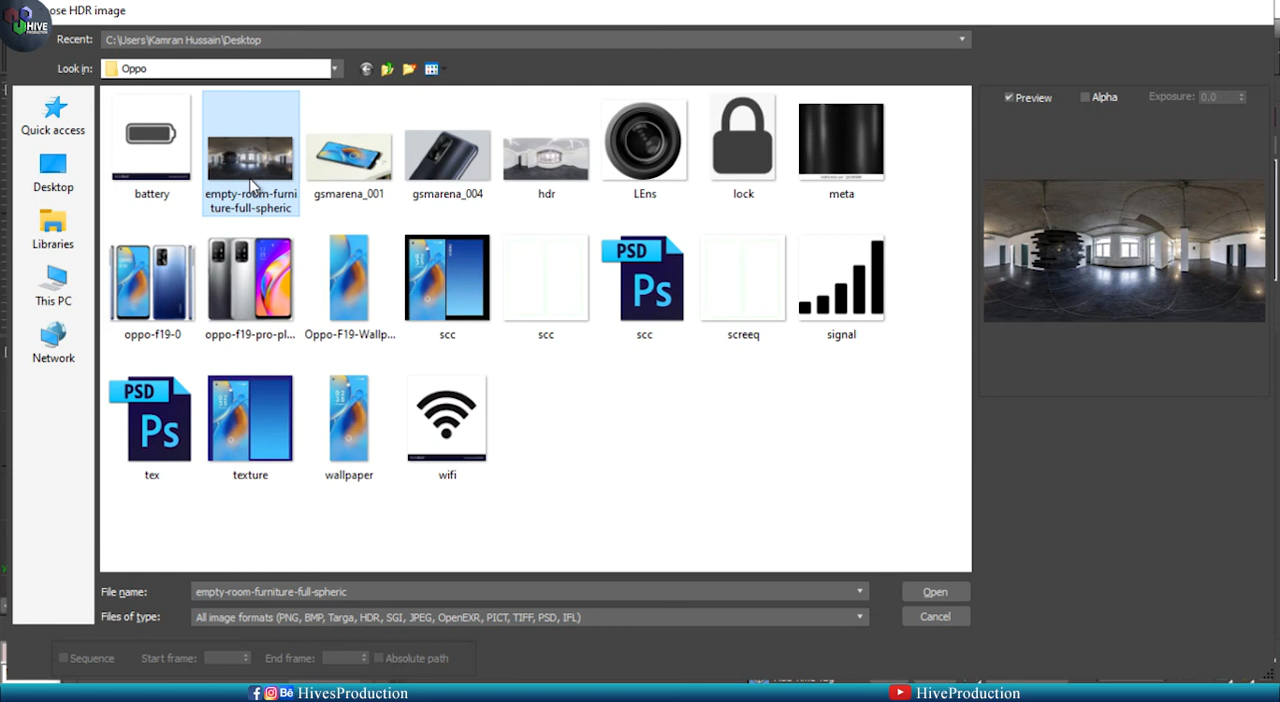 ose HDR image
HIVE
PRODUCTION
Recent:
C:\Users\Kamran Hussain\Desktop
Look in:
Oppo
Quick access
Desktop
Libraries
This PC
Network
battery
empty-room-furni
ture-full-spheric
gsmarena_001
gsmarena_004
hdr
LEns
lock
meta
oppo-f19-0
oppo-f19-pro-pl...
Oppo-F19-Wallp...
scc
scc
PSD
Ps
scc
screeq
signal
PSD
Ps
tex
texture
wallpaper
wifi
Preview
Alpha
Exposure: 0.0
File name:
empty-room-furniture-full-spheric
Open
Files of type:
All image formats (PNG, BMP, Targa, HDR, SGI, JPEG, OpenEXR, PICT, TIFF, PSD, IFL)
Cancel
Sequence
Start frame:
End frame:
Absolute path
HivesProduction
HiveProduction